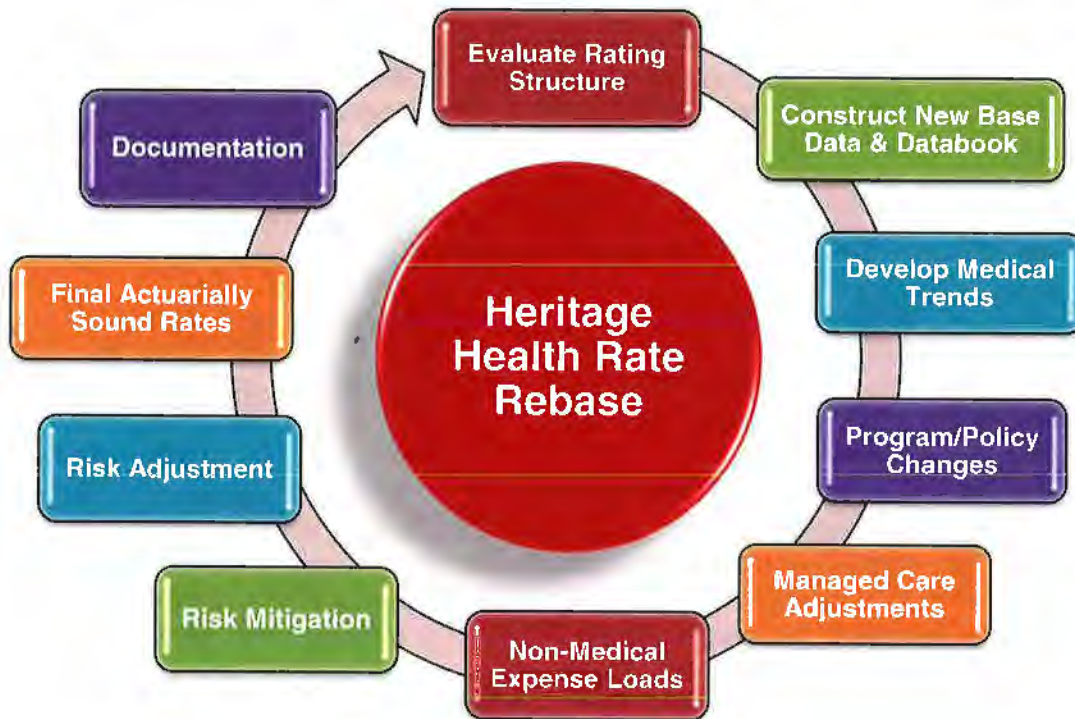 Evaluate Rating
Structure
Construct New Base
Data & Databook
Develop Medical
Trends
Program/Policy
Changes
Managed Care
Adjustments
Non-Medical
Expense Loads
Risk Mitigation
Risk Adjustment
Final Actuarially
Sound Rates
Documentation
Heritage
Health Rate
Rebase